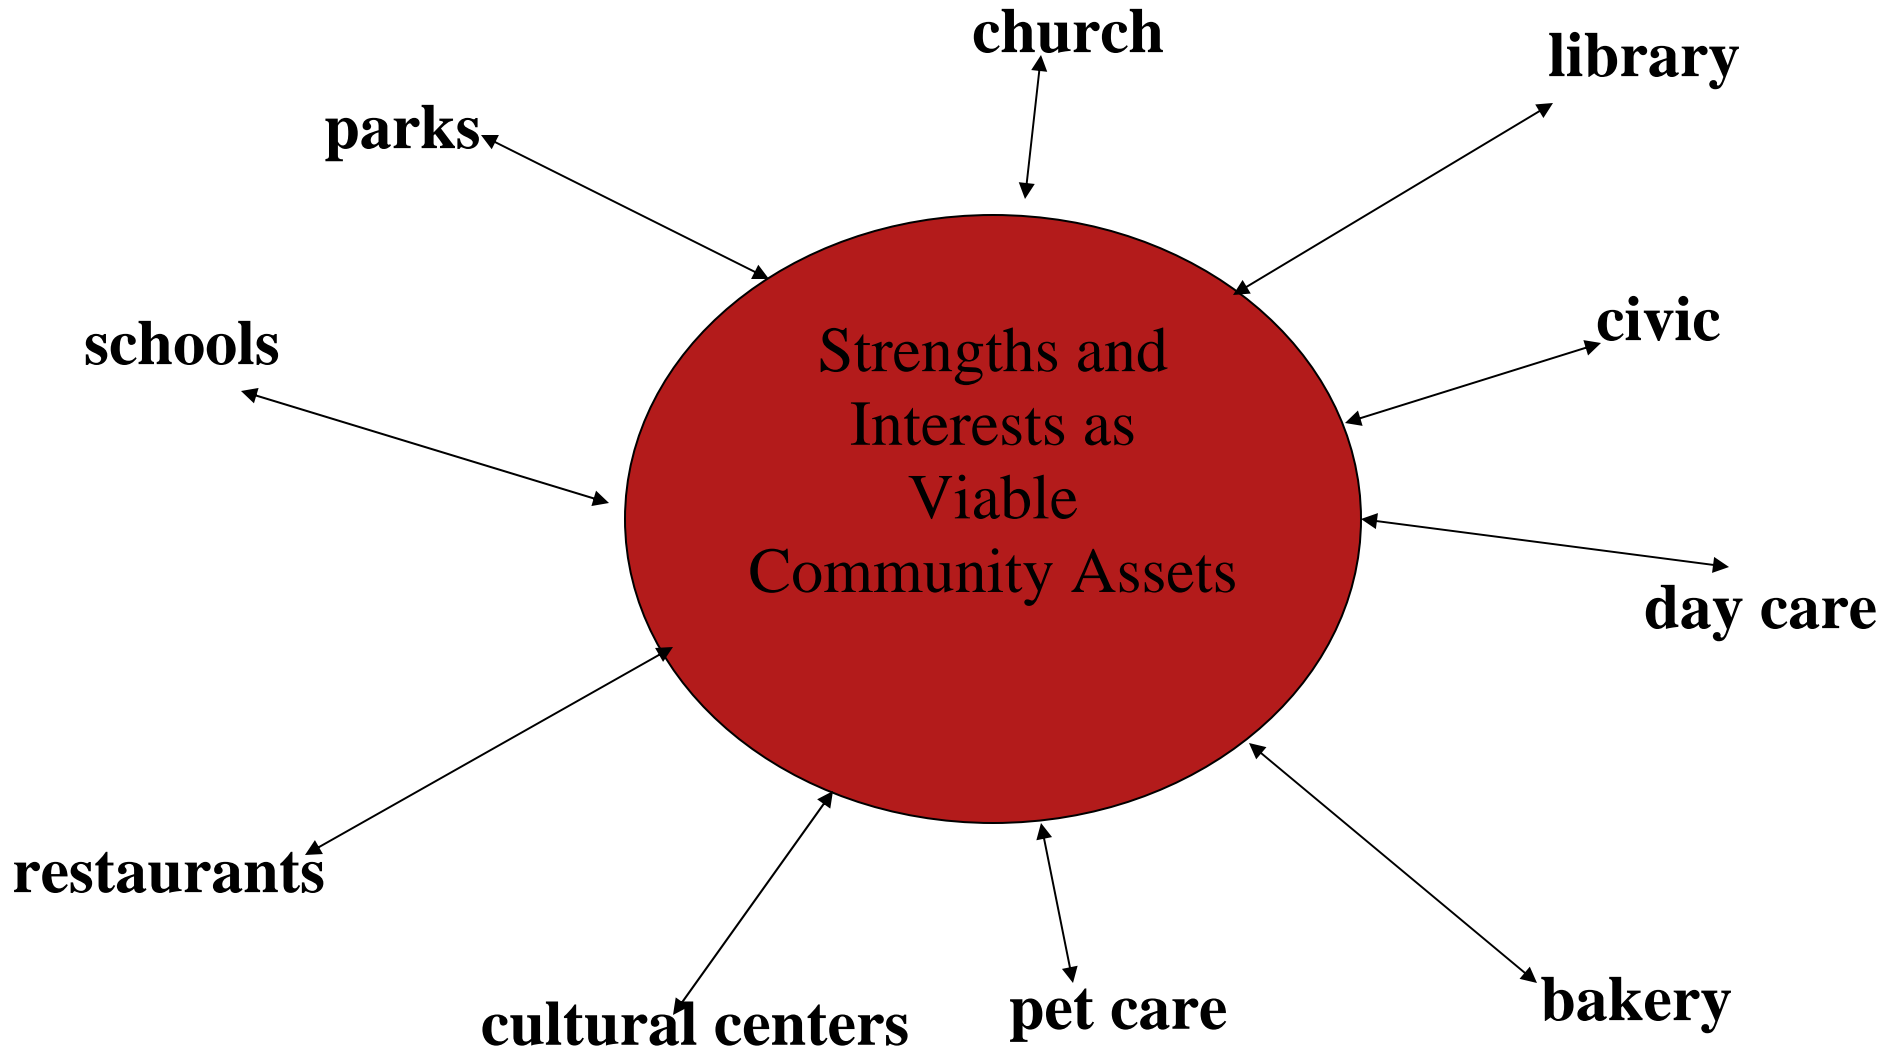 church
library
parks
civic
schools
Strengths and
Interests as
Viable
Community Assets
day care
restaurants
cultural centers
pet care
bakery